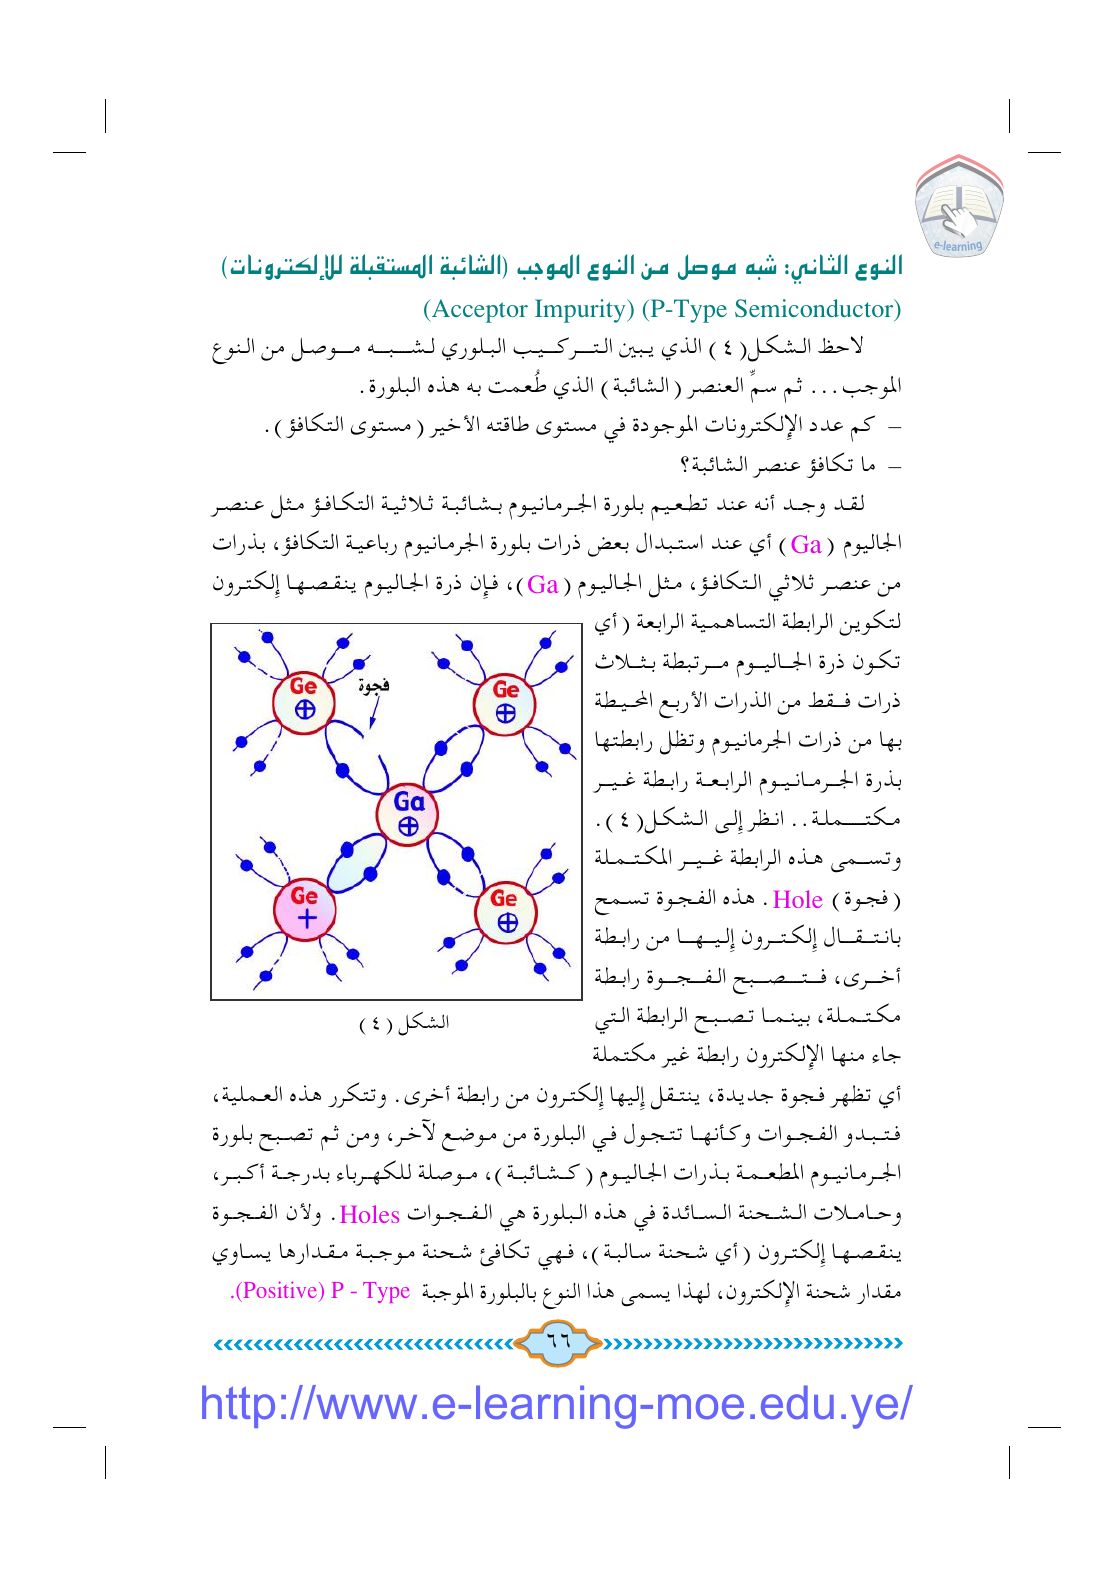 e-learning
النوع الثاني: شبه موصل من النوع الموجب (الشائبة المستقبلة للإلكترونات)
(Acceptor Impurity) (P-Type Semiconductor)
لاحظ الشكل( ٤ ) الذي يبين التركيب البلوري لشبه موصل من النوع
الموجب... ثم سمِّ العنصر ( الشائبة ) الذي طُعمت به هذه البلورة.
– كم عدد الإلكترونات الموجودة في مستوى طاقته الأخير ( مستوى التكافؤ ).
– ما تكافؤ عنصر الشائبة؟
لقد وجد أنه عند تطعيم بلورة الجرمانيوم بشائبة ثلاثية التكافؤ مثل عنصر
الجاليوم ( Ga ) أي عند استبدال بعض ذرات بلورة الجرمانيوم رباعية التكافؤ، بذرات
من عنصر ثلاثي التكافؤ، مثل الجاليوم ( Ga )، فإن ذرة الجاليوم ينقصها إلكترون
لتكوين الرابطة التساهمية الرابعة ( أي
تكون ذرة الجاليوم مرتبطة بثلاث
ذرات فقط من الذرات الأربع المحيطة
بها من ذرات الجرمانيوم وتظل رابطتها
بذرة الجرمانيوم الرابعة رابطة غير
مكتملة.. انظر إلى الشكل( ٤ ).
وتسمى هذه الرابطة غير المكتملة
( فجوة ) Hole. هذه الفجوة تسمح
بانتقال إلكترون إليها من رابطة
أخرى، فتصبح الفجوة رابطة
مكتملة، بينما تصبح الرابطة التي
جاء منها الإلكترون رابطة غير مكتملة
Ge
فجوة
Ge
Ga
Ge
+
Ge
الشكل ( ٤ )
أي تظهر فجوة جديدة، ينتقل إليها إلكترون من رابطة أخرى. وتتكرر هذه العملية،
فتبدو الفجوات وكأنها تتجول في البلورة من موضع لآخر، ومن ثم تصبح بلورة
الجرمانيوم المطعمة بذرات الجاليوم ( كشائبة )، موصلة للكهرباء بدرجة أكبر،
وحاملات الشحنة السائدة في هذه البلورة هي الفجوات Holes. ولأن الفجوة
ينقصها إلكترون ( أي شحنة سالبة )، فهي تكافئ شحنة موجبة مقدارها يساوي
مقدار شحنة الإلكترون، لهذا يسمى هذا النوع بالبلورة الموجبة (Positive) P - Type.
٦٦
http://www.e-learning-moe.edu.ye/